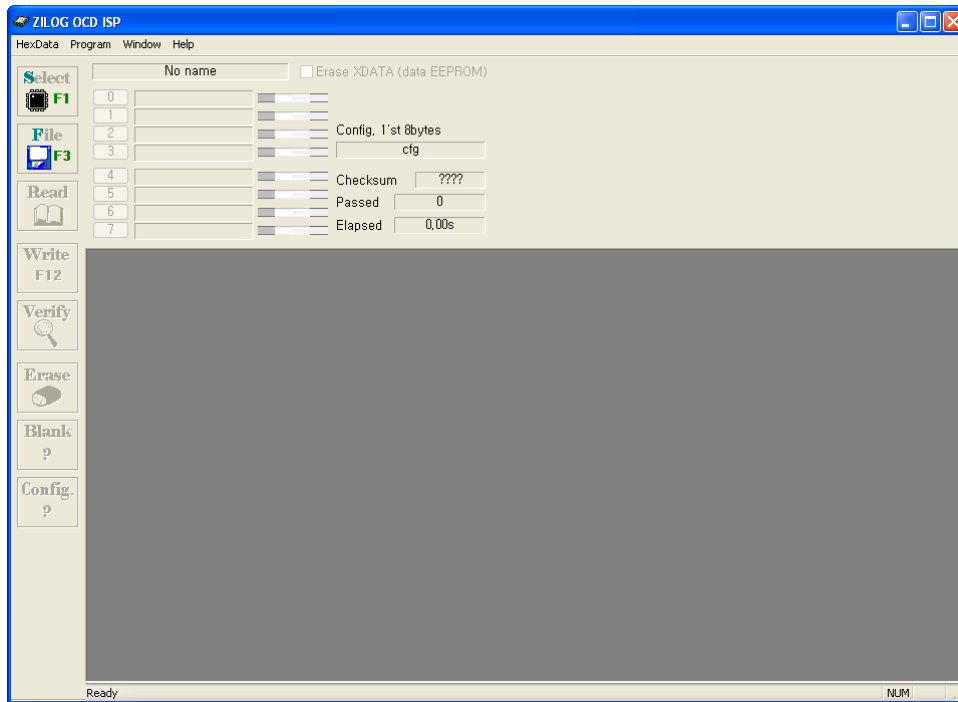 ZILOG OCD ISP
HexData Program Window Help
Select
F1
No name
Erase XDATA (data EEPROM)
0
1
2
3
4
5
6
7
Config, 1'st 8bytes
cfg
Checksum ????
Passed 0
Elapsed 0,00s
File
F3
Read
Write
F12
Verify
Erase
Blank
?
Config.
?
Ready
NUM